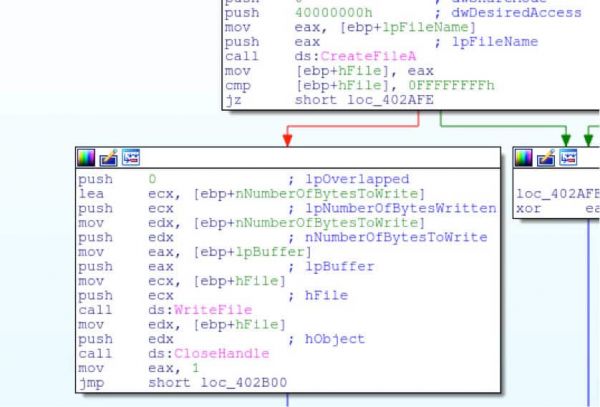 push 0 ; dwShareMode
push 40000000h ; dwDesiredAccess
mov eax, [ebp+lpFileName]
push eax ; lpFileName
call ds:CreateFileA
mov [ebp+hFile], eax
cmp [ebp+hFile], 0FFFFFFFFh
jz short loc_402AFE
push 0 ; lpOverlapped
lea ecx, [ebp+nNumberOfBytesToWrite]
push ecx ; lpNumberOfBytesWritten
mov edx, [ebp+nNumberOfBytesToWrite]
push edx ; nNumberOfBytesToWrite
mov eax, [ebp+lpBuffer]
push eax ; lpBuffer
mov ecx, [ebp+hFile]
push ecx ; hFile
call ds:WriteFile
mov edx, [ebp+hFile]
push edx ; hObject
call ds:CloseHandle
mov eax, 1
jmp short loc_402B00
loc_402AFE
xor ea